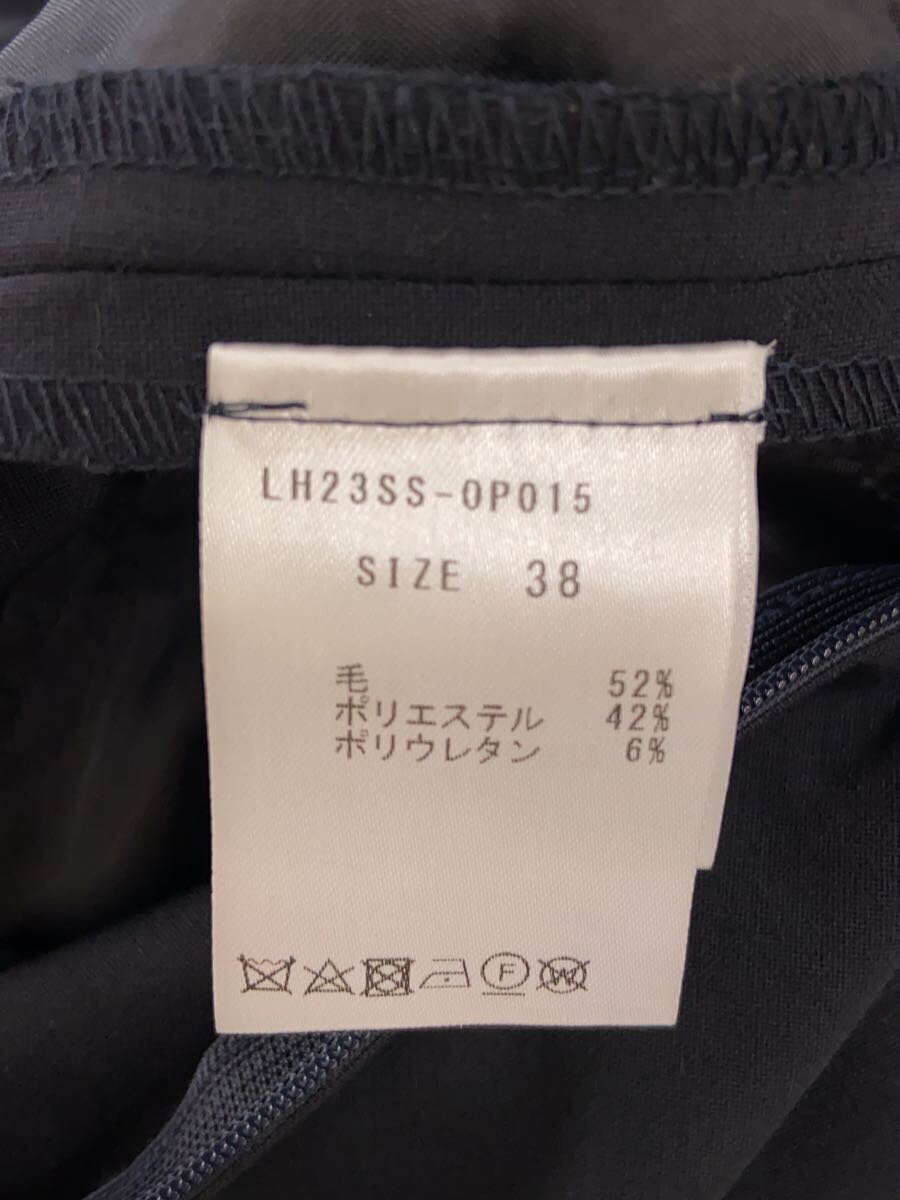 LH23SS-OP015
SIZE 38
毛 52%
ポリエステル 42%
ポリウレタン 6%
F W